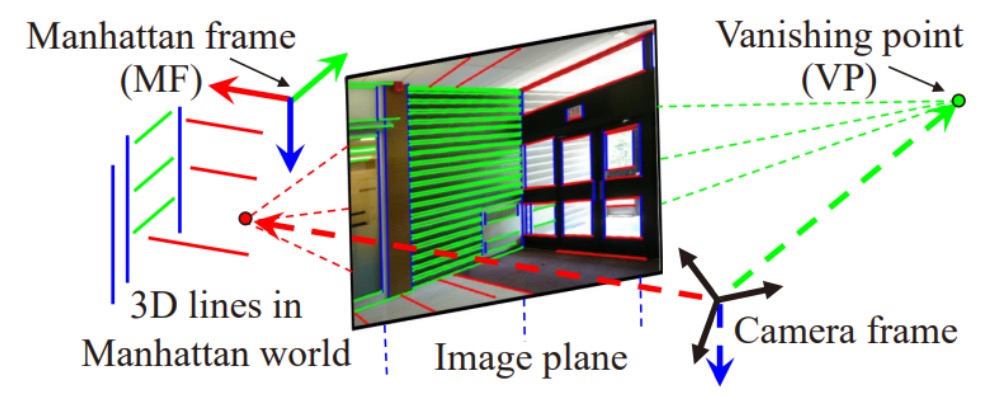 Manhattan frame
(MF)
Vanishing point
(VP)
3D lines in
Manhattan world
Image plane
Camera frame